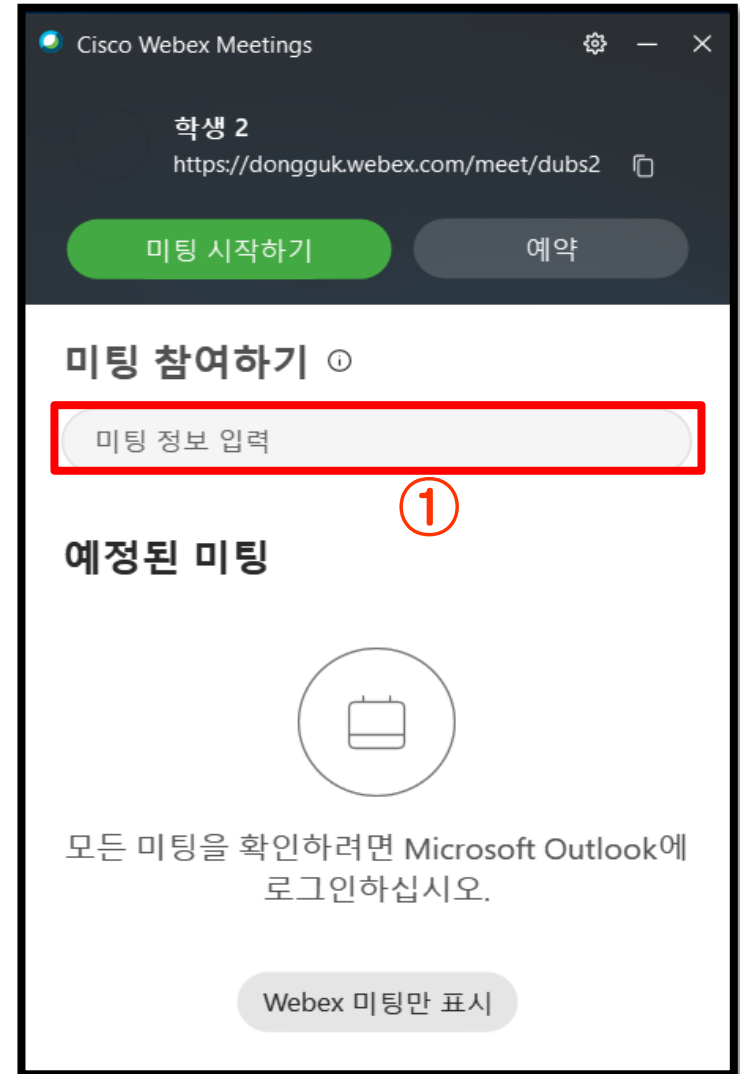 Cisco Webex Meetings
학생 2
https://dongguk.webex.com/meet/dubs2
미팅 시작하기
예약
미팅 참여하기
미팅 정보 입력
①
예정된 미팅
모든 미팅을 확인하려면 Microsoft Outlook에
로그인하십시오.
Webex 미팅만 표시